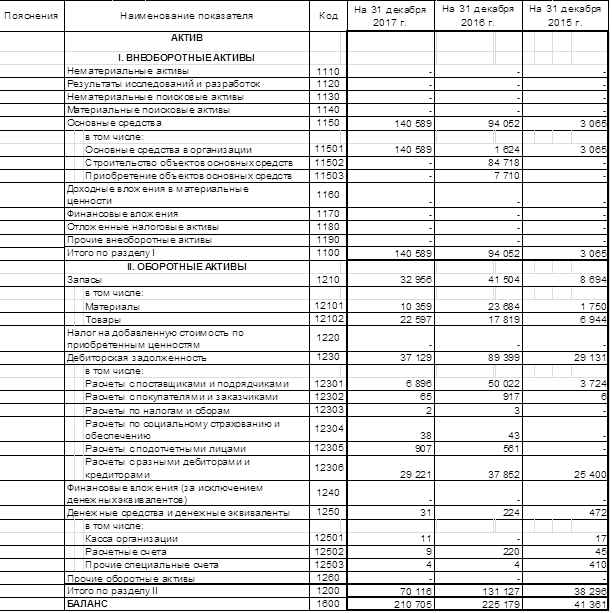 Пояснения Наименование показателя Код На 31 декабря 2017 г. На 31 декабря 2016 г. На 31 декабря 2015 г.
АКТИВ
I. ВНЕОБОРОТНЫЕ АКТИВЫ
Нематериальные активы 1110 - - -
Результаты исследований и разработок 1120 - - -
Нематериальные поисковые активы 1130 - - -
Материальные поисковые активы 1140 - - -
Основные средства 1150 140 589 94 052 3 065
в том числе:
Основные средства в организации 11501 140 589 1 624 3 065
Строительство объектов основных средств 11502 - 84 718 -
Приобретение объектов основных средств 11503 - 7 710 -
Доходные вложения в материальные
ценности 1160 - - -
Финансовые вложения 1170 - - -
Отложенные налоговые активы 1180 - - -
Прочие внеоборотные активы 1190 - - -
Итого по разделу I 1100 140 589 94 052 3 065
II. ОБОРОТНЫЕ АКТИВЫ
Запасы 1210 32 956 41 504 8 694
в том числе:
Материалы 12101 10 359 23 684 1 750
Товары 12102 22 597 17 819 6 944
Налог на добавленную стоимость по
приобретенным ценностям 1220 - - -
Дебиторская задолженность 1230 37 129 89 399 29 131
в том числе:
Расчеты с поставщиками и подрядчиками 12301 6 896 50 022 3 724
Расчеты с покупателями и заказчиками 12302 65 917 6
Расчеты по налогам и сборам 12303 2 3 -
Расчеты по социальному страхованию и
обеспечению 12304 38 43 -
Расчеты с подотчетными лицами 12305 907 561 -
Расчеты с разными дебиторами и
кредиторами 12306 29 221 37 852 25 400
Финансовые вложения (за исключением
денежных эквивалентов) 1240 - - -
Денежные средства и денежные эквиваленты 1250 31 224 472
в том числе:
Касса организации 12501 11 - 17
Расчетные счета 12502 9 220 45
Прочие специальные счета 12503 4 4 410
Прочие оборотные активы 1260 - - -
Итого по разделу II 1200 70 116 131 127 38 296
БАЛАНС 1600 210 705 225 179 41 361